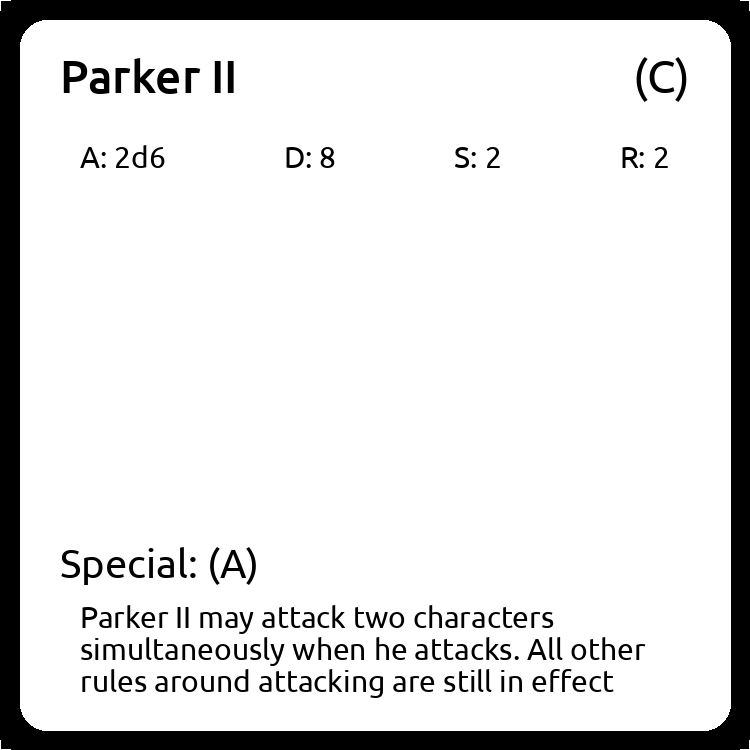 Parker II (C)
A: 2d6 D: 8 S: 2 R: 2
Special: (A)
Parker II may attack two characters
simultaneously when he attacks. All other
rules around attacking are still in effect